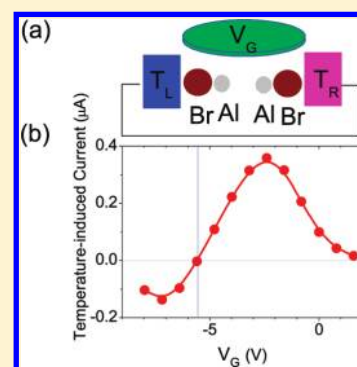 (a)
V_G
T_L
T_R
Br Al Al Br
(b)
Temperature-induced Current (μA)
0.4
0.2
0.0
-0.2
-5 0
V_G (V)